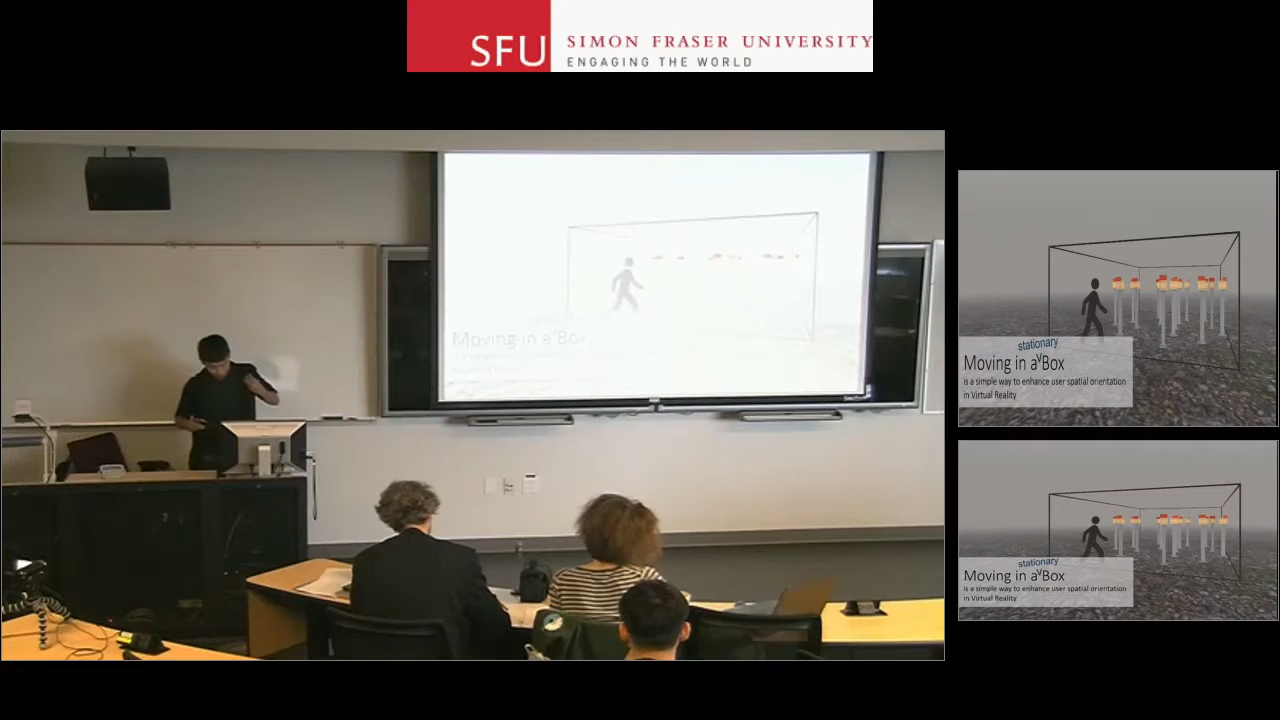 SFU SIMON FRASER UNIVERSITY
ENGAGING THE WORLD
Moving in a Box
stationary
Moving in a v Box
is a simple way to enhance user spatial orientation
in Virtual Reality
stationary
Moving in a v Box
is a simple way to enhance user spatial orientation
in Virtual Reality